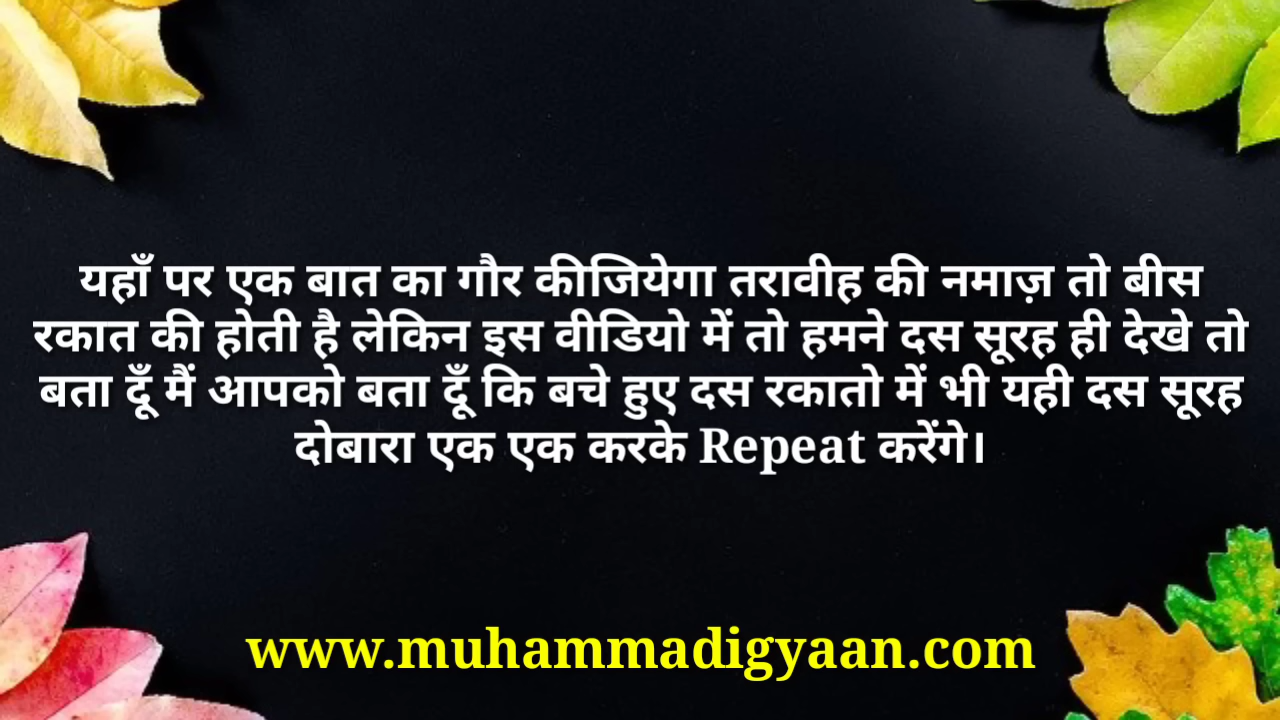 यहाँ पर एक बात का गौर कीजियेगा तरावीह की नमाज़ तो बीस
रकात की होती है लेकिन इस वीडियो में तो हमने दस सूरह ही देखे तो
बता दूँ मैं आपको बता दूँ कि बचे हुए दस रकातो में भी यही दस सूरह
दोबारा एक एक करके Repeat करेंगे।
www.muhammadigyaan.com